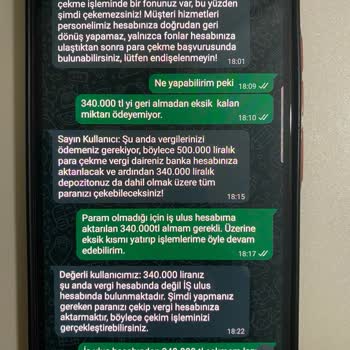 çekme işleminde bir fonunuz var, bu yüzden
şimdi çekemezsiniz! Müşteri hizmetleri
personelimiz hesabınıza doğrudan geri
dönüş yapamaz, yalnızca fonlar hesabınıza
ulaştıktan sonra para çekme başvurusunda
bulunabilirsiniz, lütfen endişelenmeyin!
18:01
Ne yapabilirim peki
18:09
340.000 tl yi geri almadan eksik kalan
miktarı ödeyemiyor.
18:10
Sayın Kullanıcı: Şu anda vergilerinizi
ödemeniz gerekiyor, böylece 500.000 liralık
para çekme vergi daireniz banka hesabınıza
aktarılacak ve ardından 340.000 liralık
depozitonuz da dahil olmak üzere tüm
paranızı çekebileceksiniz!
18:15
Param olmadığı için iş ulus hesabıma
aktarılan 340.000tl almam gerekli. Üzerine
eksik kısmı yatırıp işlemlerime öyle devam
edebilirim.
18:17
Değerli kullanıcımız: 340.000 liranız
şu anda vergi hesabında değil İŞ ulus
hesabında bulunmaktadır. Şimdi yapmanız
gereken paranızı çekip vergi hesabınıza
aktarmaktır, böylece çekim işleminizi
gerçekleştirebilirsiniz.
18:22